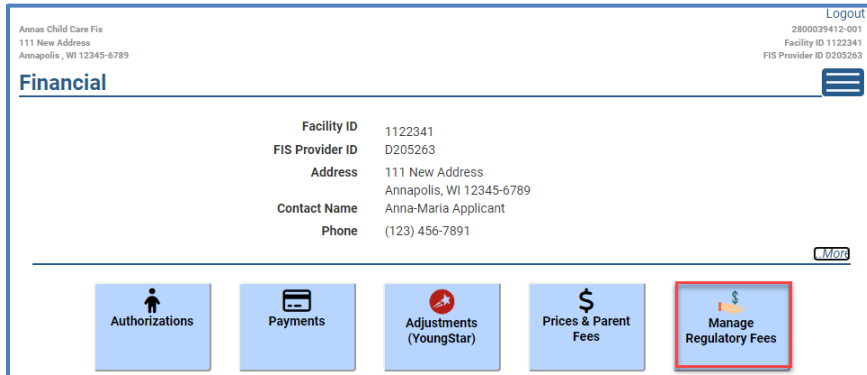 Logout
Annas Child Care Fis
111 New Address
Annapolis , WI 12345-6789
2800039412-001
Facility ID 1122341
FIS Provider ID D205263
Financial
Facility ID 1122341
FIS Provider ID D205263
Address 111 New Address
Annapolis, WI 12345-6789
Contact Name Anna-Maria Applicant
Phone (123) 456-7891
...More
Authorizations
Payments
Adjustments
(YoungStar)
Prices & Parent
Fees
Manage
Regulatory Fees